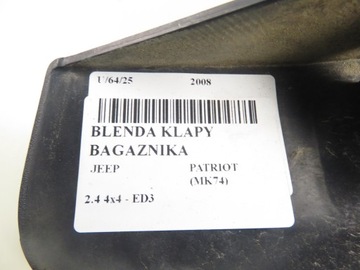 U/64/25 2008
BLENDA KLAPY
BAGAZNIKA
JEEP PATRIOT
(MK74)
2.4 4x4 - ED3